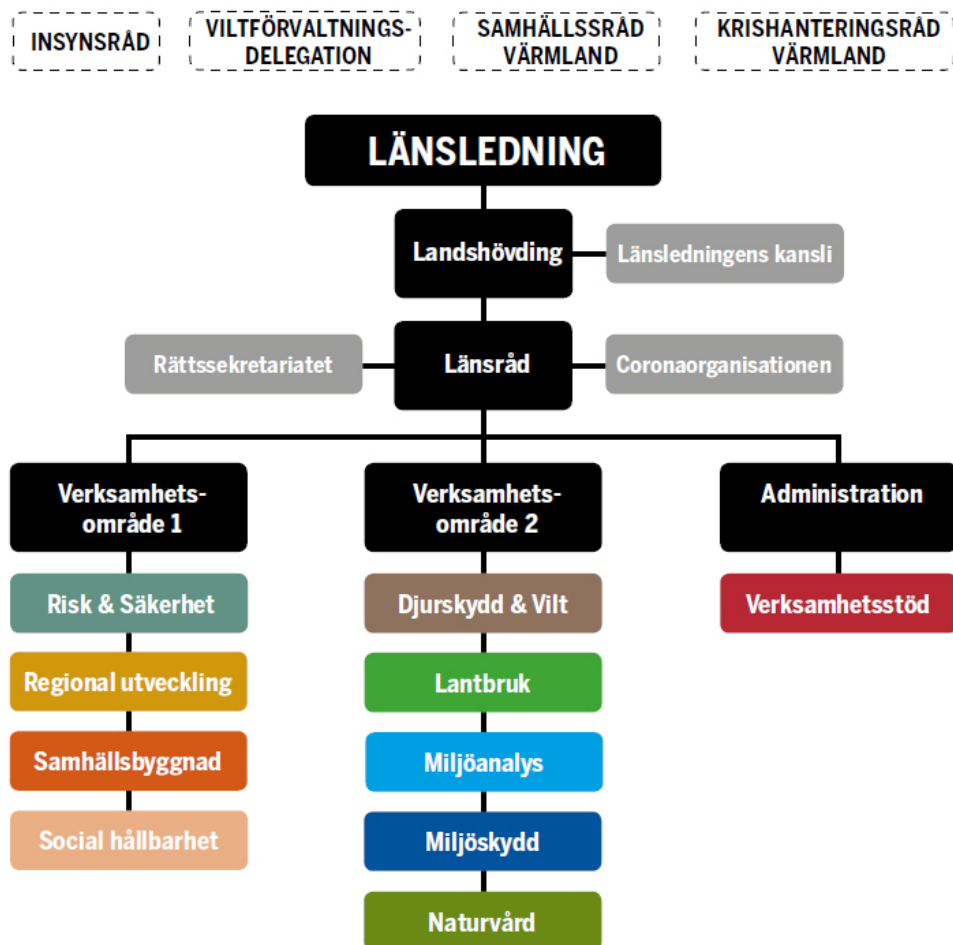 INSYNSRÅD
VILTFÖRVALTNINGS-
DELEGATION
SAMHÄLLSSRÅD
VÄRMLAND
KRISHANTERINGSRÅD
VÄRMLAND
LÄNSLEDNING
Landshövding
Länsledningens kansli
Rättssekretariatet
Länsråd
Coronaorganisationen
Verksamhets-
område 1
Verksamhets-
område 2
Administration
Risk & Säkerhet
Djurskydd & Vilt
Verksamhetsstöd
Regional utveckling
Lantbruk
Samhällsbyggnad
Miljöanalys
Social hållbarhet
Miljöskydd
Naturvård